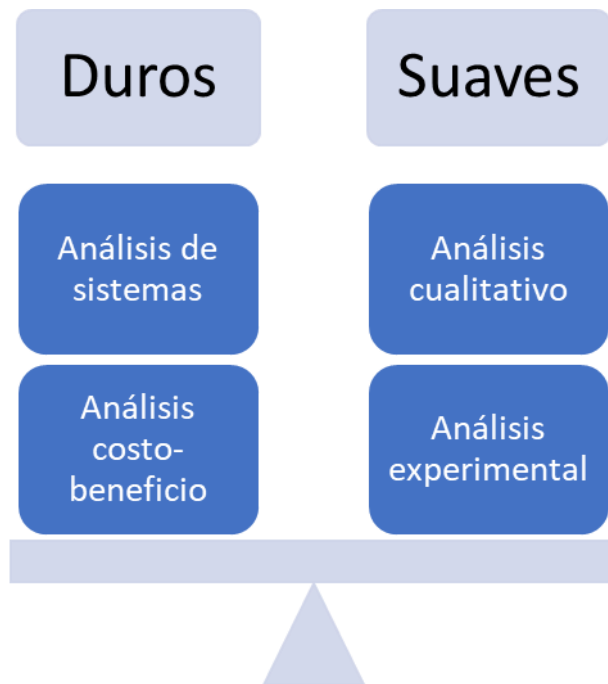 Duros
Suaves
Análisis de
sistemas
Análisis
cualitativo
Análisis
costo-
beneficio
Análisis
experimental